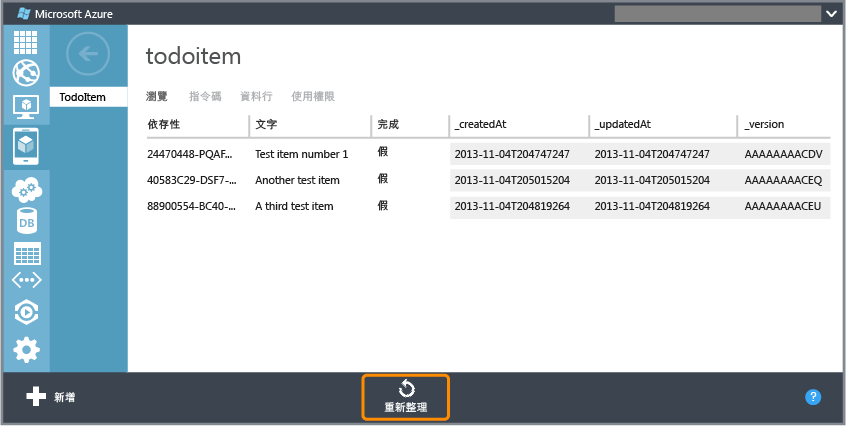 Microsoft Azure
todoitem
TodoItem
瀏覽 指令碼 資料行 使用權限
依存性 文字 完成 _createdAt _updatedAt _version
24470448-PQAF... Test item number 1 假 2013-11-04T204747247 2013-11-04T204747247 AAAAAAAACDV
40583C29-DSF7-... Another test item 假 2013-11-04T205015204 2013-11-04T205015204 AAAAAAAACEQ
88900554-BC40-... A third test item 假 2013-11-04T204819264 2013-11-04T204819264 AAAAAAAACEU
DB
新增 重新整理 ?